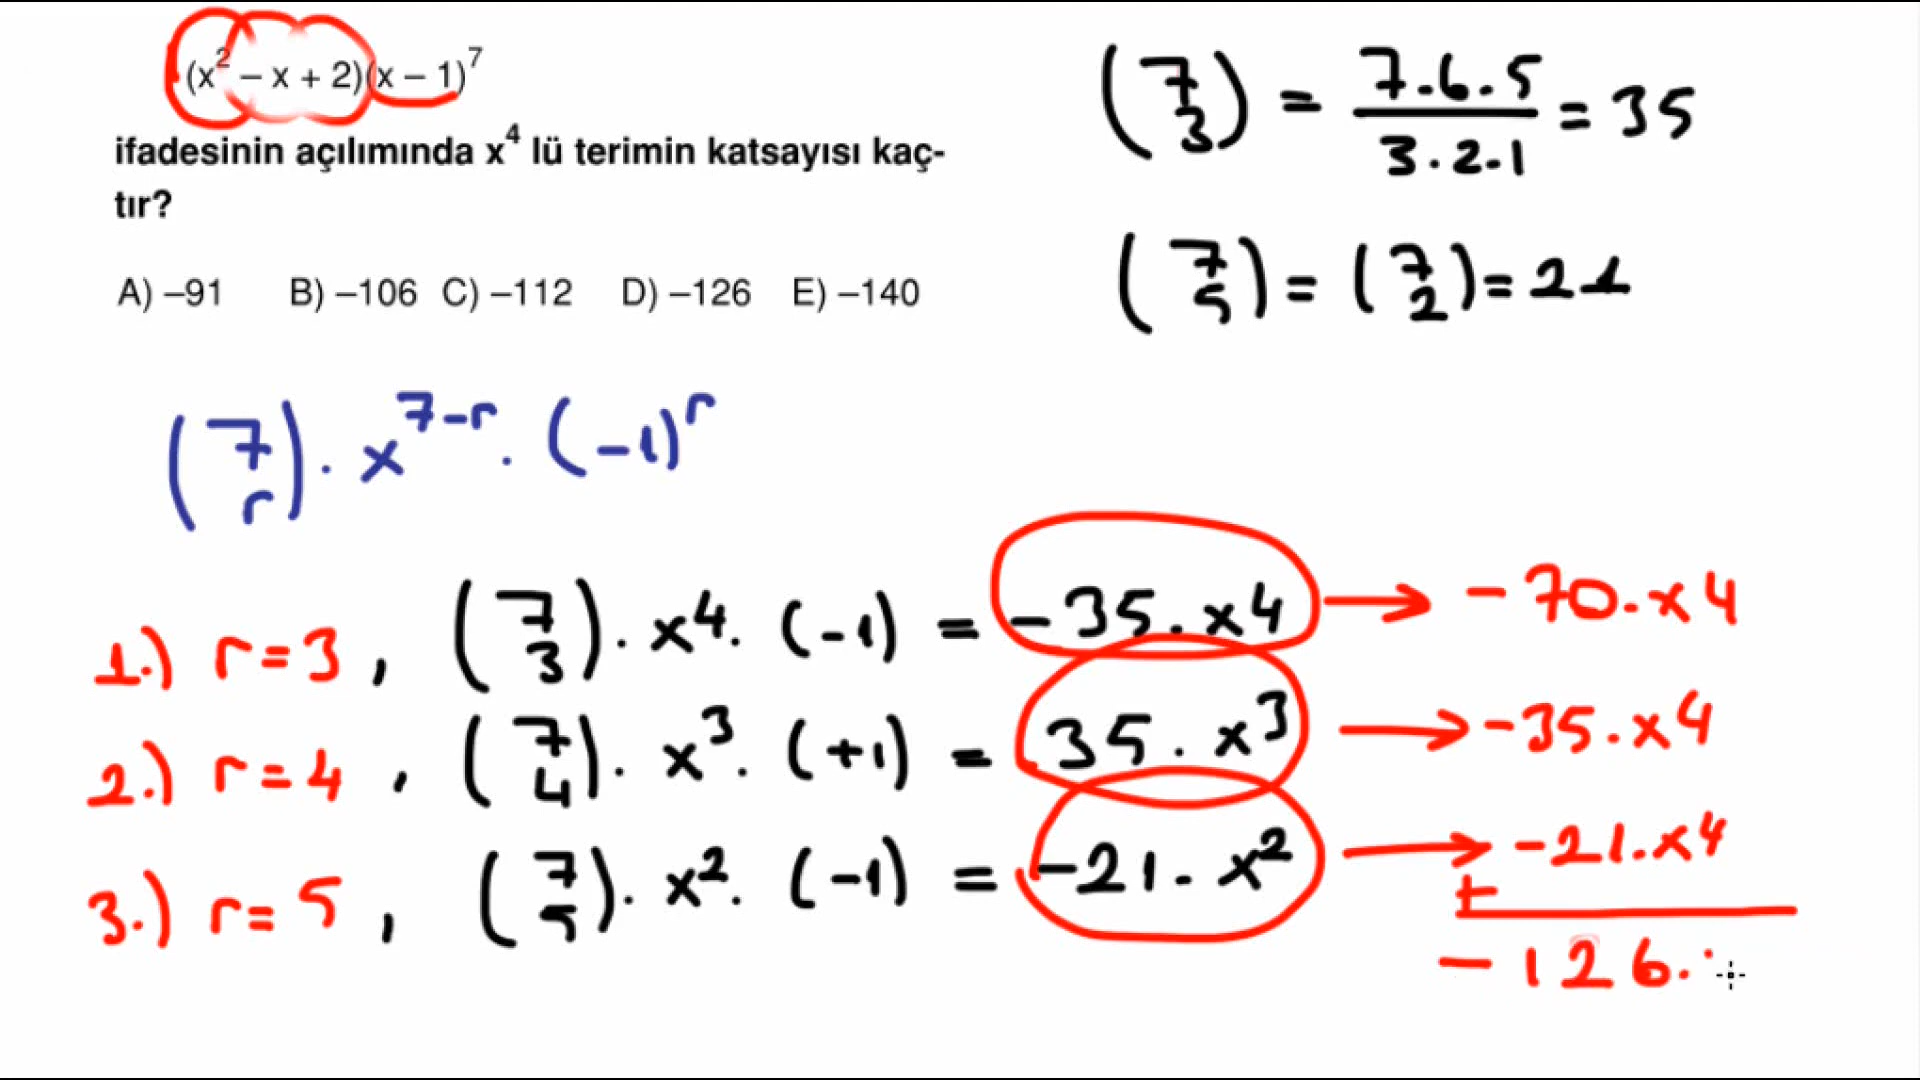 (x² – x + 2)(x – 1)⁷
ifadesinin açılımında x⁴ lü terimin katsayısı kaç-
tır?
A) –91 B) –106 C) –112 D) –126 E) –140
(7 3) = 7.6.5 / 3.2.1 = 35
(7 5) = (7 2) = 21
(7 r) . x⁷⁻ʳ . (-1)ʳ
1.) r=3 , (7 3) . x4 . (-1) = -35 . x4 → -70 . x4
2.) r=4 , (7 4) . x³ . (+1) = 35 . x³ → -35 . x4
3.) r=5 , (7 5) . x² . (-1) = -21 . x² → -21 . x⁴
+
-126.